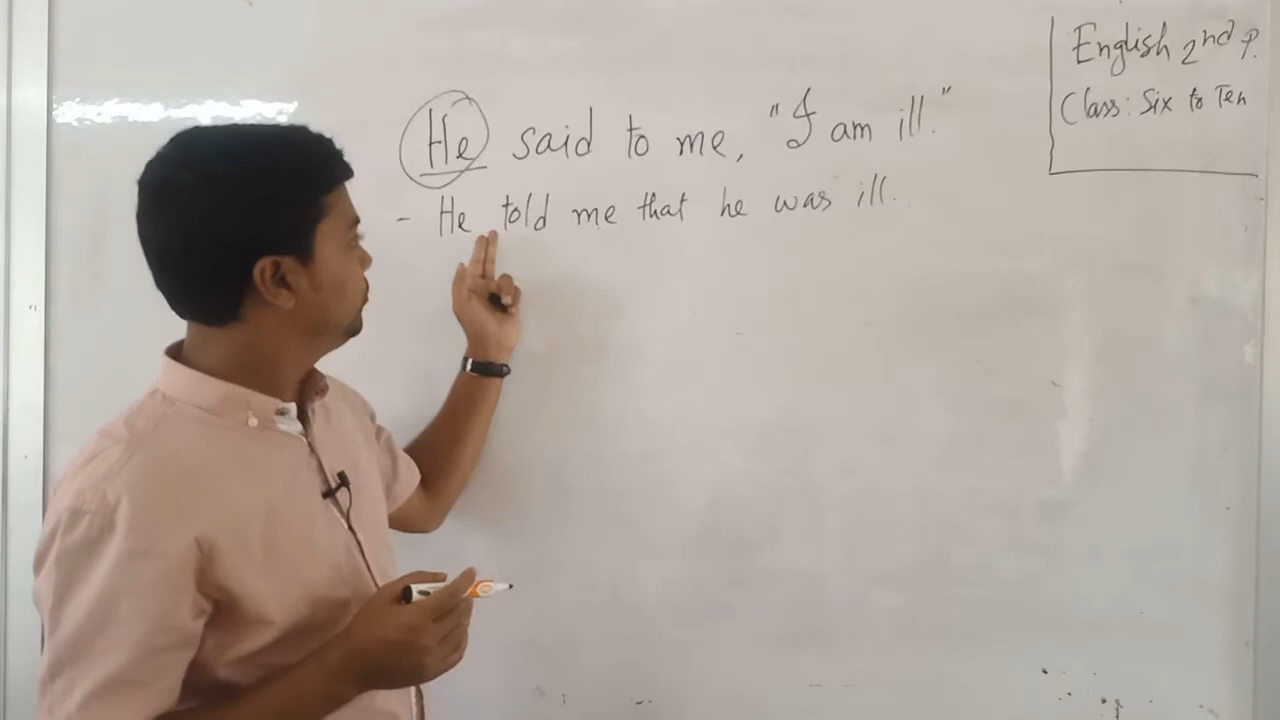 He said to me, "I am ill."
- He told me that he was ill.
English 2nd P.
Class: Six to Ten